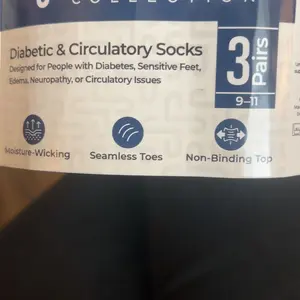 COLLECTION
Diabetic & Circulatory Socks
Designed for People with Diabetes, Sensitive Feet,
Edema, Neuropathy, or Circulatory Issues
3 Pairs
9–11
Moisture-Wicking
Seamless Toes
Non-Binding Top